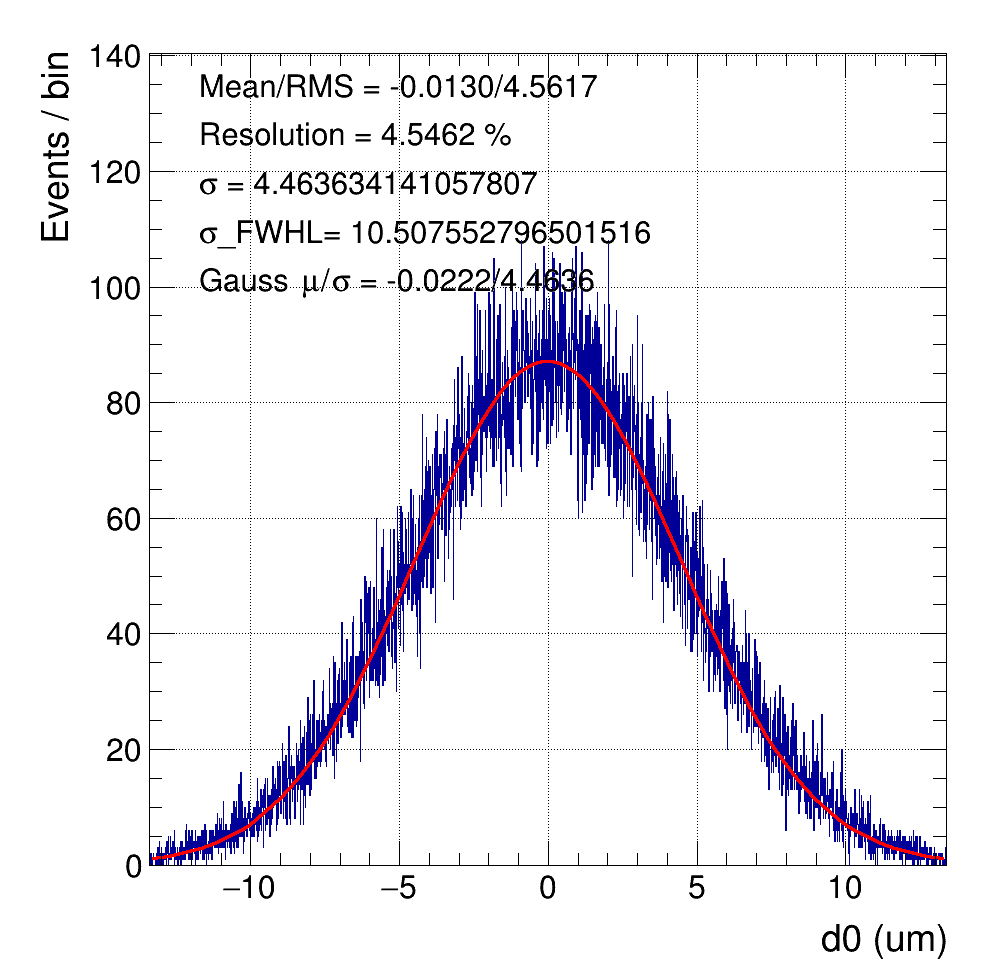 Events / bin
140
120
100
80
60
40
20
0
Mean/RMS = -0.0130/4.5617
Resolution = 4.5462 %
σ = 4.463634141057807
σ_FWHL= 10.507552796501516
Gauss μ/σ = -0.0222/4.4636
−10 −5 0 5 10
d0 (um)